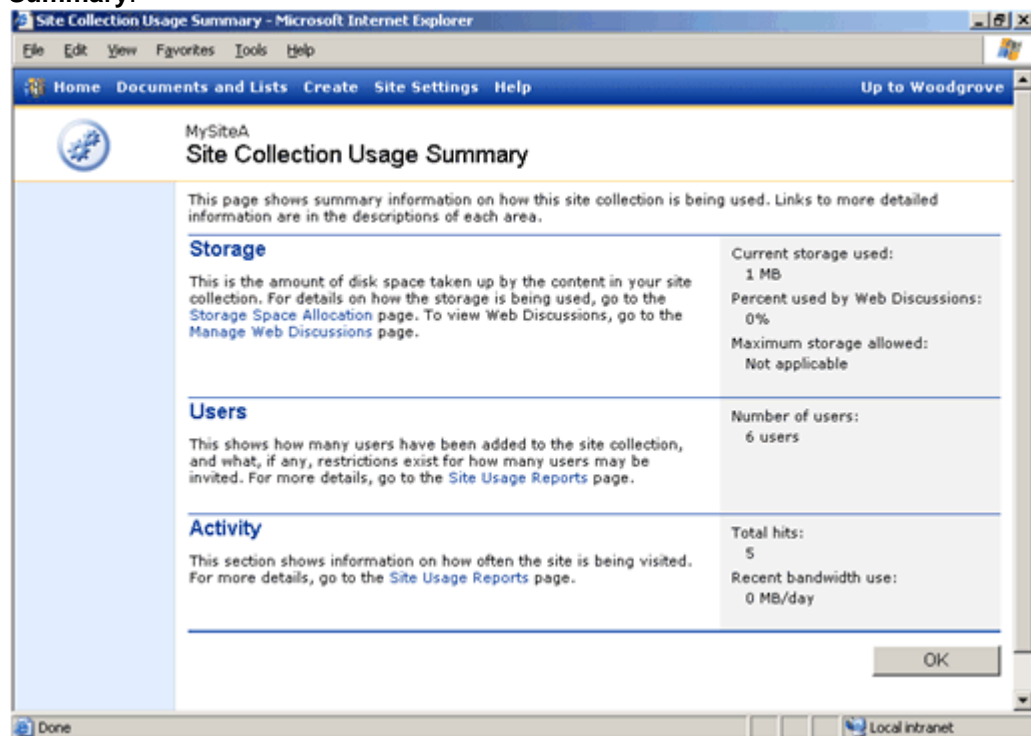 Summary.
Site Collection Usage Summary - Microsoft Internet Explorer
File Edit View Favorites Tools Help
Home Documents and Lists Create Site Settings Help Up to Woodgrove
MySiteA
Site Collection Usage Summary
This page shows summary information on how this site collection is being used. Links to more detailed
information are in the descriptions of each area.
Storage
This is the amount of disk space taken up by the content in your site
collection. For details on how the storage is being used, go to the
Storage Space Allocation page. To view Web Discussions, go to the
Manage Web Discussions page.
Current storage used:
1 MB
Percent used by Web Discussions:
0%
Maximum storage allowed:
Not applicable
Users
This shows how many users have been added to the site collection,
and what, if any, restrictions exist for how many users may be
invited. For more details, go to the Site Usage Reports page.
Number of users:
6 users
Activity
This section shows information on how often the site is being visited.
For more details, go to the Site Usage Reports page.
Total hits:
5
Recent bandwidth use:
0 MB/day
OK
Done Local intranet